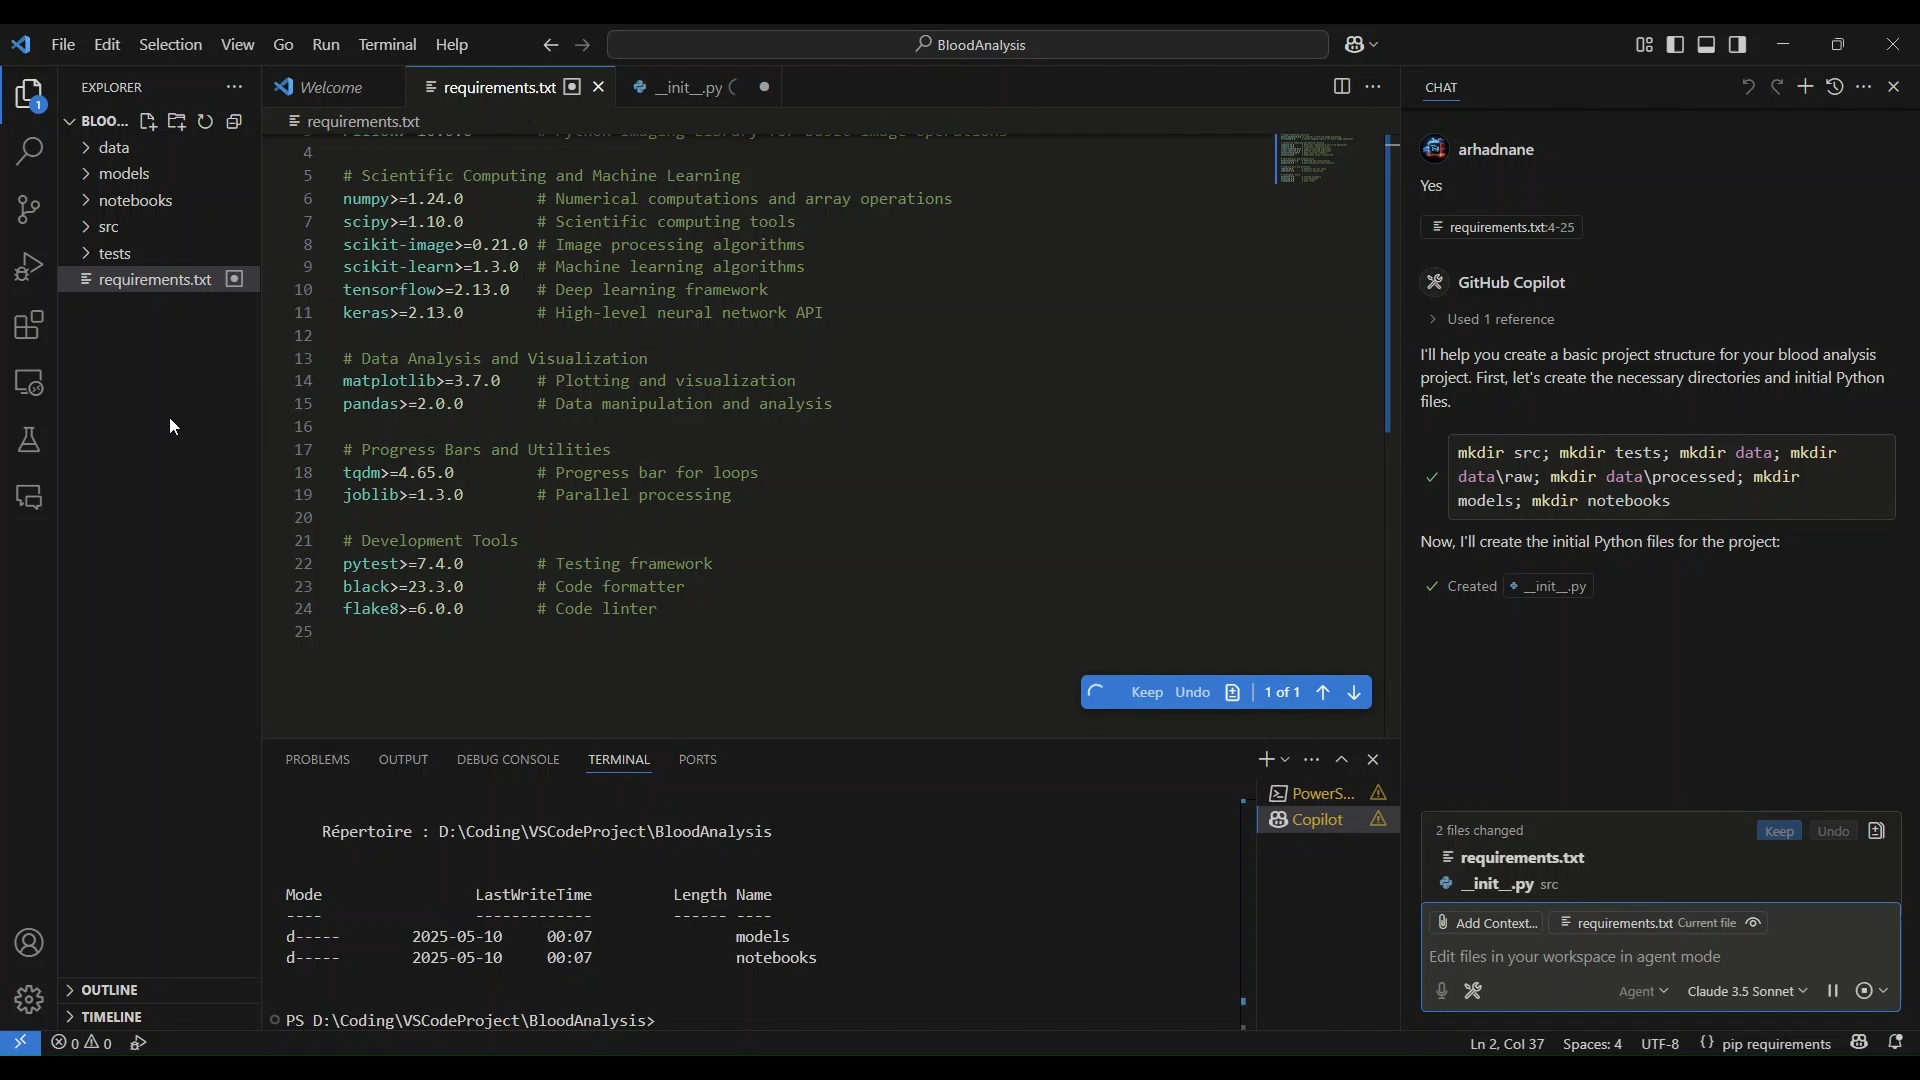 File Edit Selection View Go Run Terminal Help
BloodAnalysis
EXPLORER
BLOO...
data
models
notebooks
src
tests
requirements.txt
OUTLINE
TIMELINE
1
Welcome
requirements.txt
__init__.py
requirements.txt
4
5 # Scientific Computing and Machine Learning
6 numpy>=1.24.0 # Numerical computations and array operations
7 scipy>=1.10.0 # Scientific computing tools
8 scikit-image>=0.21.0 # Image processing algorithms
9 scikit-learn>=1.3.0 # Machine learning algorithms
10 tensorflow>=2.13.0 # Deep learning framework
11 keras>=2.13.0 # High-level neural network API
12
13 # Data Analysis and Visualization
14 matplotlib>=3.7.0 # Plotting and visualization
15 pandas>=2.0.0 # Data manipulation and analysis
16
17 # Progress Bars and Utilities
18 tqdm>=4.65.0 # Progress bar for loops
19 joblib>=1.3.0 # Parallel processing
20
21 # Development Tools
22 pytest>=7.4.0 # Testing framework
23 black>=23.3.0 # Code formatter
24 flake8>=6.0.0 # Code linter
25
Keep Undo 1 of 1
PROBLEMS OUTPUT DEBUG CONSOLE TERMINAL PORTS
PowerS...
Copilot
Répertoire : D:\Coding\VSCodeProject\BloodAnalysis
Mode LastWriteTime Length Name
---- ------------- ------ ----
d----- 2025-05-10 00:07 models
d----- 2025-05-10 00:07 notebooks
PS D:\Coding\VSCodeProject\BloodAnalysis>
CHAT
arhadnane
Yes
requirements.txt:4-25
GitHub Copilot
Used 1 reference
I'll help you create a basic project structure for your blood analysis
project. First, let's create the necessary directories and initial Python
files.
mkdir src; mkdir tests; mkdir data; mkdir
data\raw; mkdir data\processed; mkdir
models; mkdir notebooks
Now, I'll create the initial Python files for the project:
Created __init__.py
2 files changed Keep Undo
requirements.txt
__init__.py src
Add Context... requirements.txt Current file
Edit files in your workspace in agent mode
Agent Claude 3.5 Sonnet
0 0
Ln 2, Col 37 Spaces: 4 UTF-8 {} pip requirements